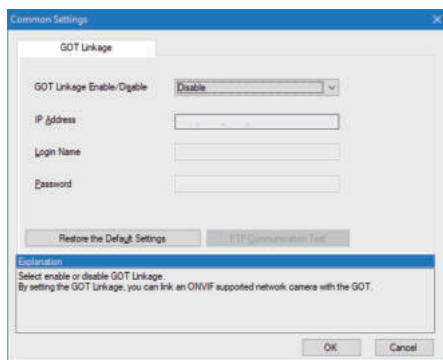 Common Settings
GOT Linkage
GOT Linkage Enable/Disable
Disable
IP Address
. . .
Login Name
Password
Restore the Default Settings
FTP Communication Test
Explanation
Select enable or disable GOT Linkage.
By setting the GOT Linkage, you can link an ONVIF supported network camera with the GOT.
OK
Cancel